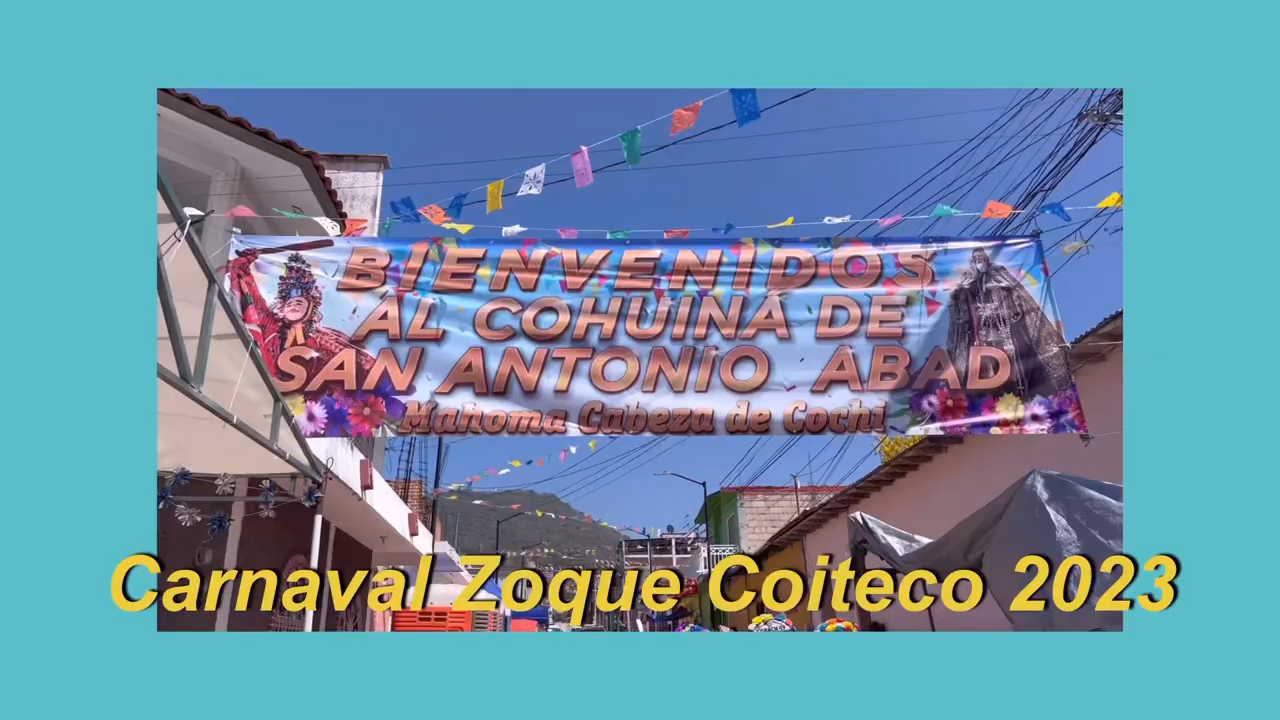 BIENVENIDOS
AL COHUINÁ DE
SAN ANTONIO ABAD
Mahoma Cabeza de Cochi
Carnaval Zoque Coiteco 2023